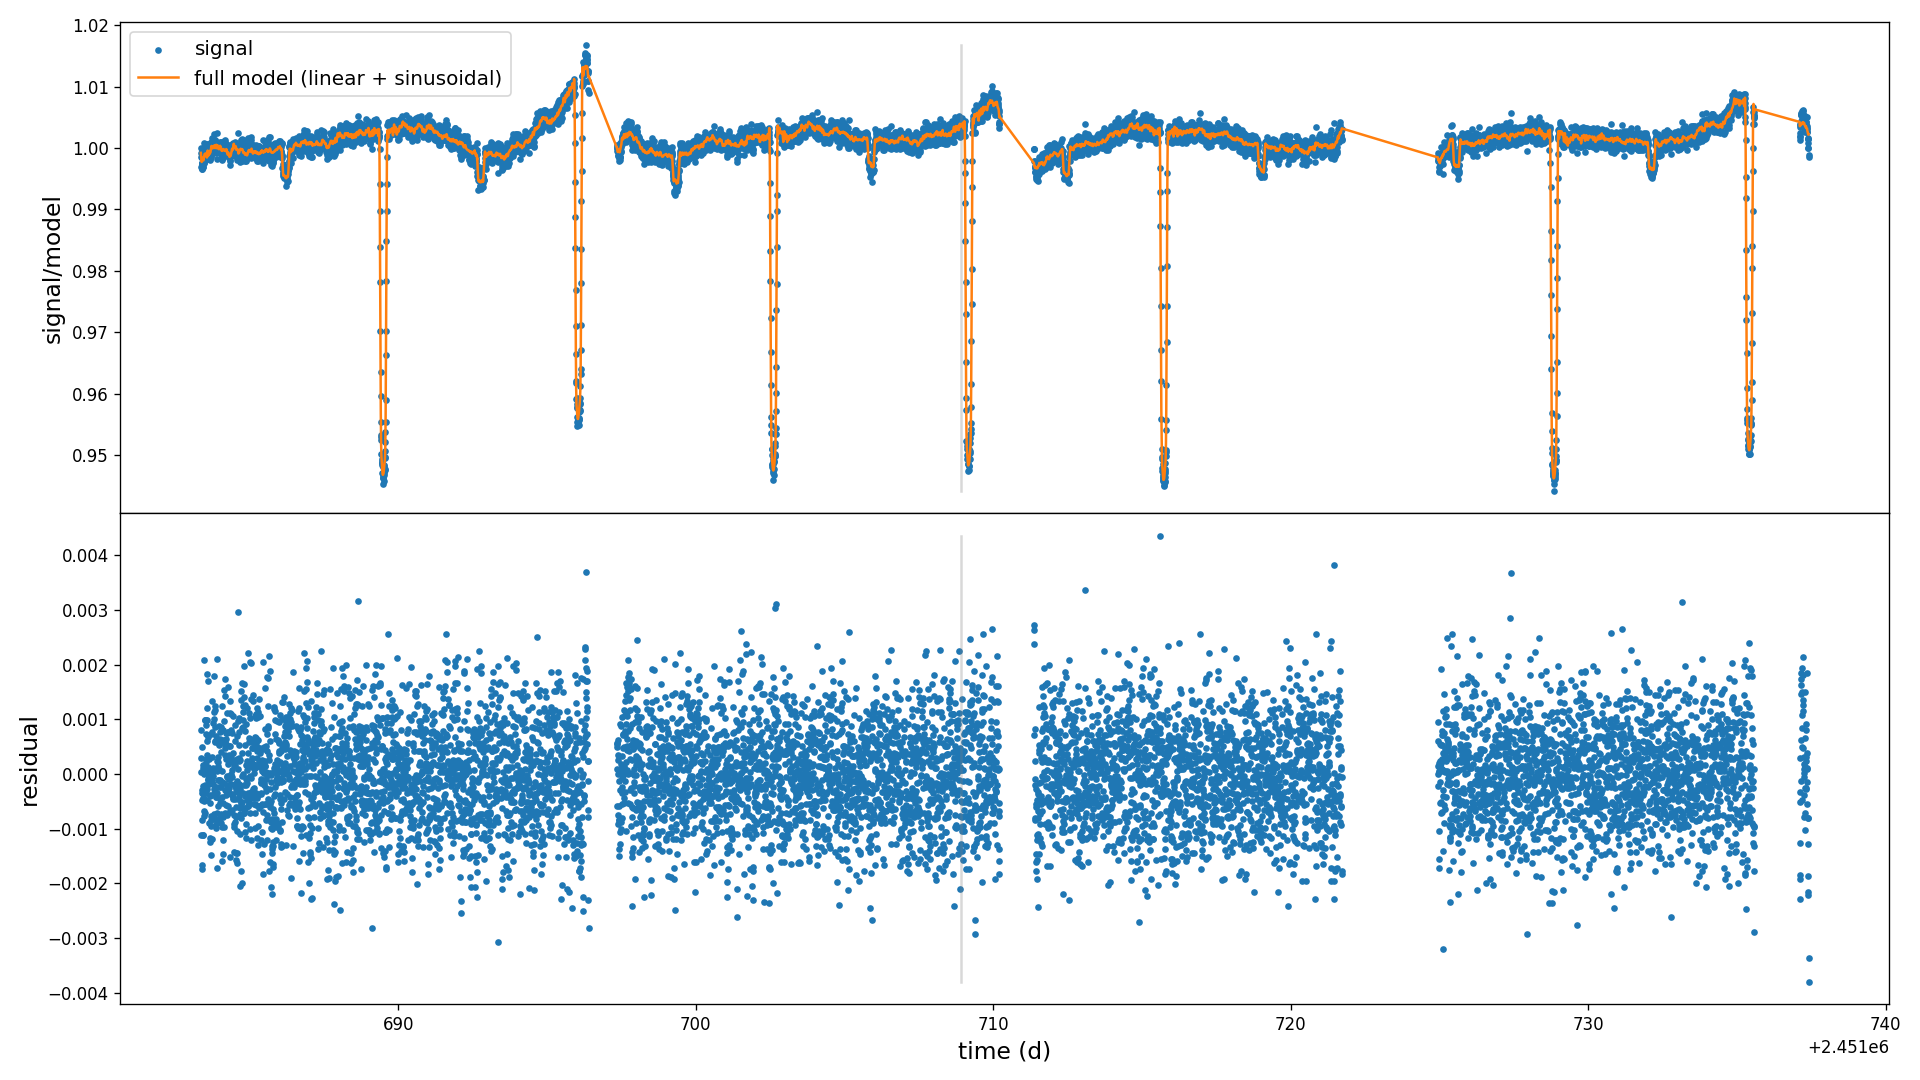 1.02
signal
full model (linear + sinusoidal)
1.01
1.00
0.99
0.98
0.97
0.96
0.95
signal/model
0.004
0.003
0.002
0.001
0.000
−0.001
−0.002
−0.003
−0.004
residual
690 700 710 720 730 740
time (d)
+2.451e6